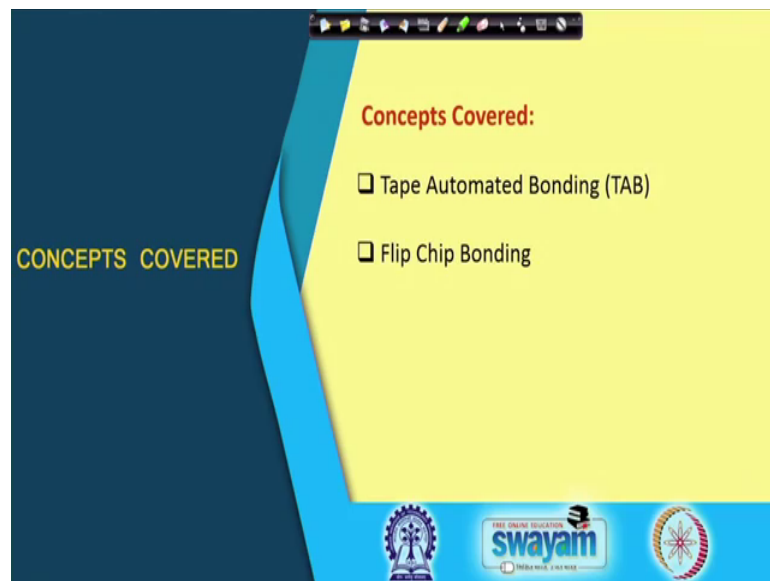 Concepts Covered:
Tape Automated Bonding (TAB)
CONCEPTS COVERED
Flip Chip Bonding
FREE ONLINE EDUCATION
swayam